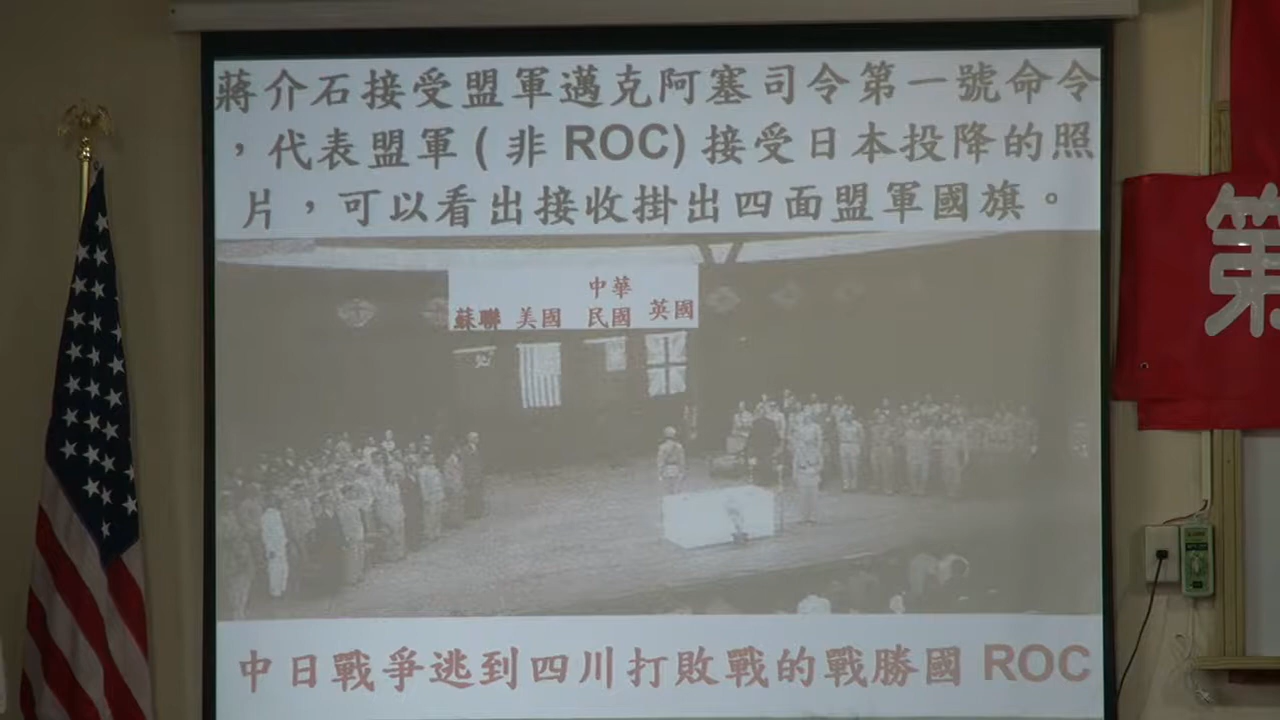 蔣介石接受盟軍邁克阿塞司令第一號命令
，代表盟軍(非ROC)接受日本投降的照
片，可以看出接收掛出四面盟軍國旗。
中華
蘇聯 美國 民國 英國
第
中日戰爭逃到四川打敗戰的戰勝國ROC